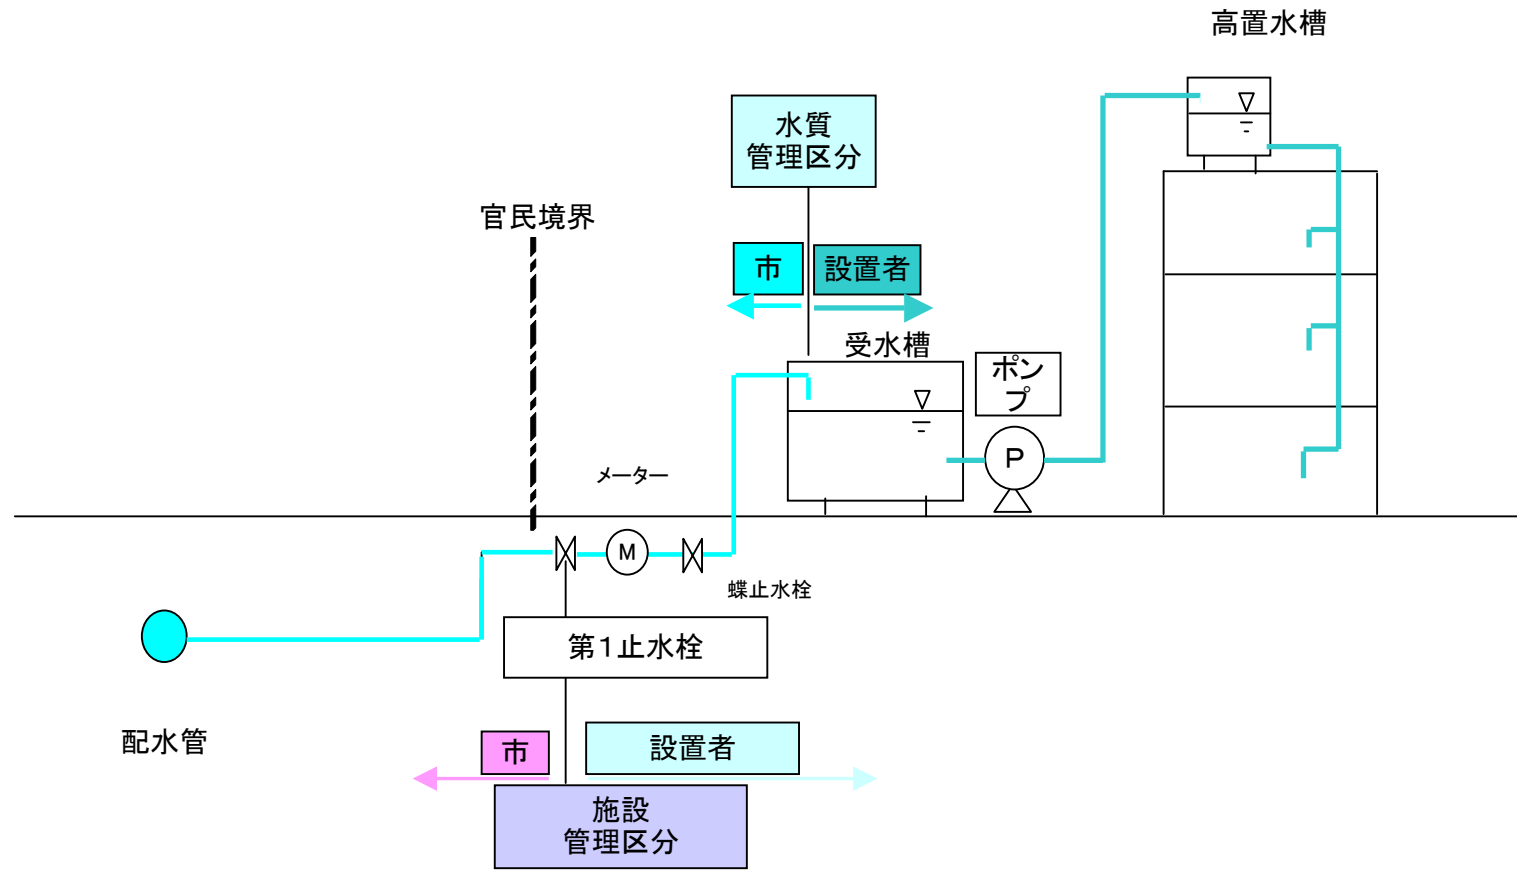 高置水槽
水質
管理区分
官民境界
市
設置者
受水槽
ポン
プ
P
メーター
M
蝶止水栓
第１止水栓
配水管
市
設置者
施設
管理区分